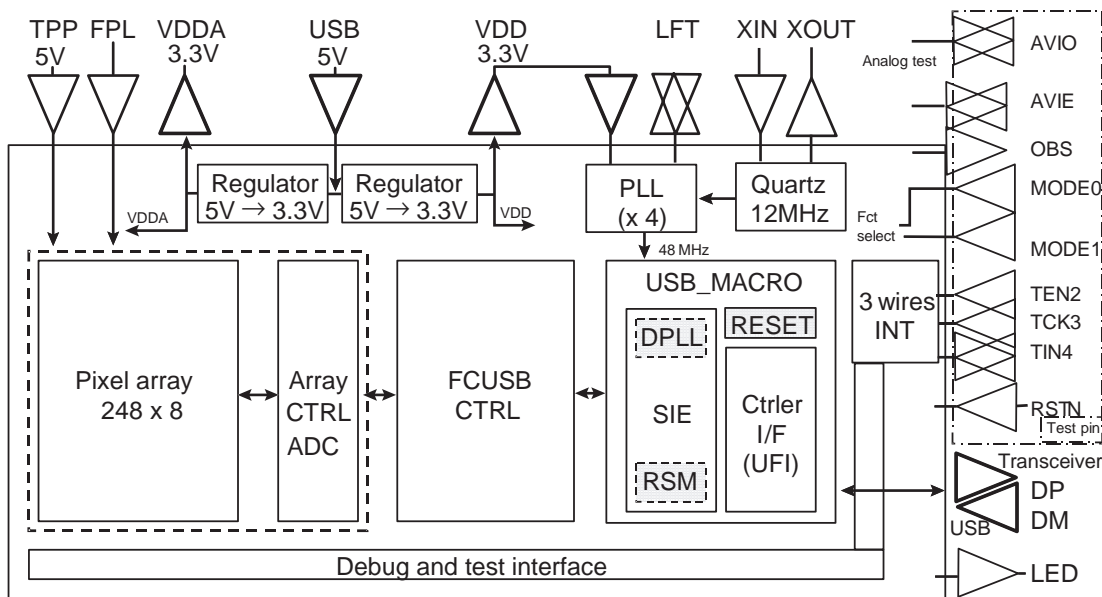 TPP FPL VDDA USB VDD LFT XIN XOUT
5V 3.3V 5V 3.3V
Analog test
AVIO
AVIE
OBS
MODE0
Fct
select
MODE1
TEN2
TCK3
TIN4
RSTN
Test pin
Regulator
5V → 3.3V
Regulator
5V → 3.3V
VDDA
VDD
PLL
(x 4)
Quartz
12MHz
48 MHz
Pixel array
248 x 8
Array
CTRL
ADC
FCUSB
CTRL
USB_MACRO
DPLL
SIE
RSM
RESET
Ctrler
I/F
(UFI)
3 wires
INT
Transceiver
DP
DM
USB
LED
Debug and test interface